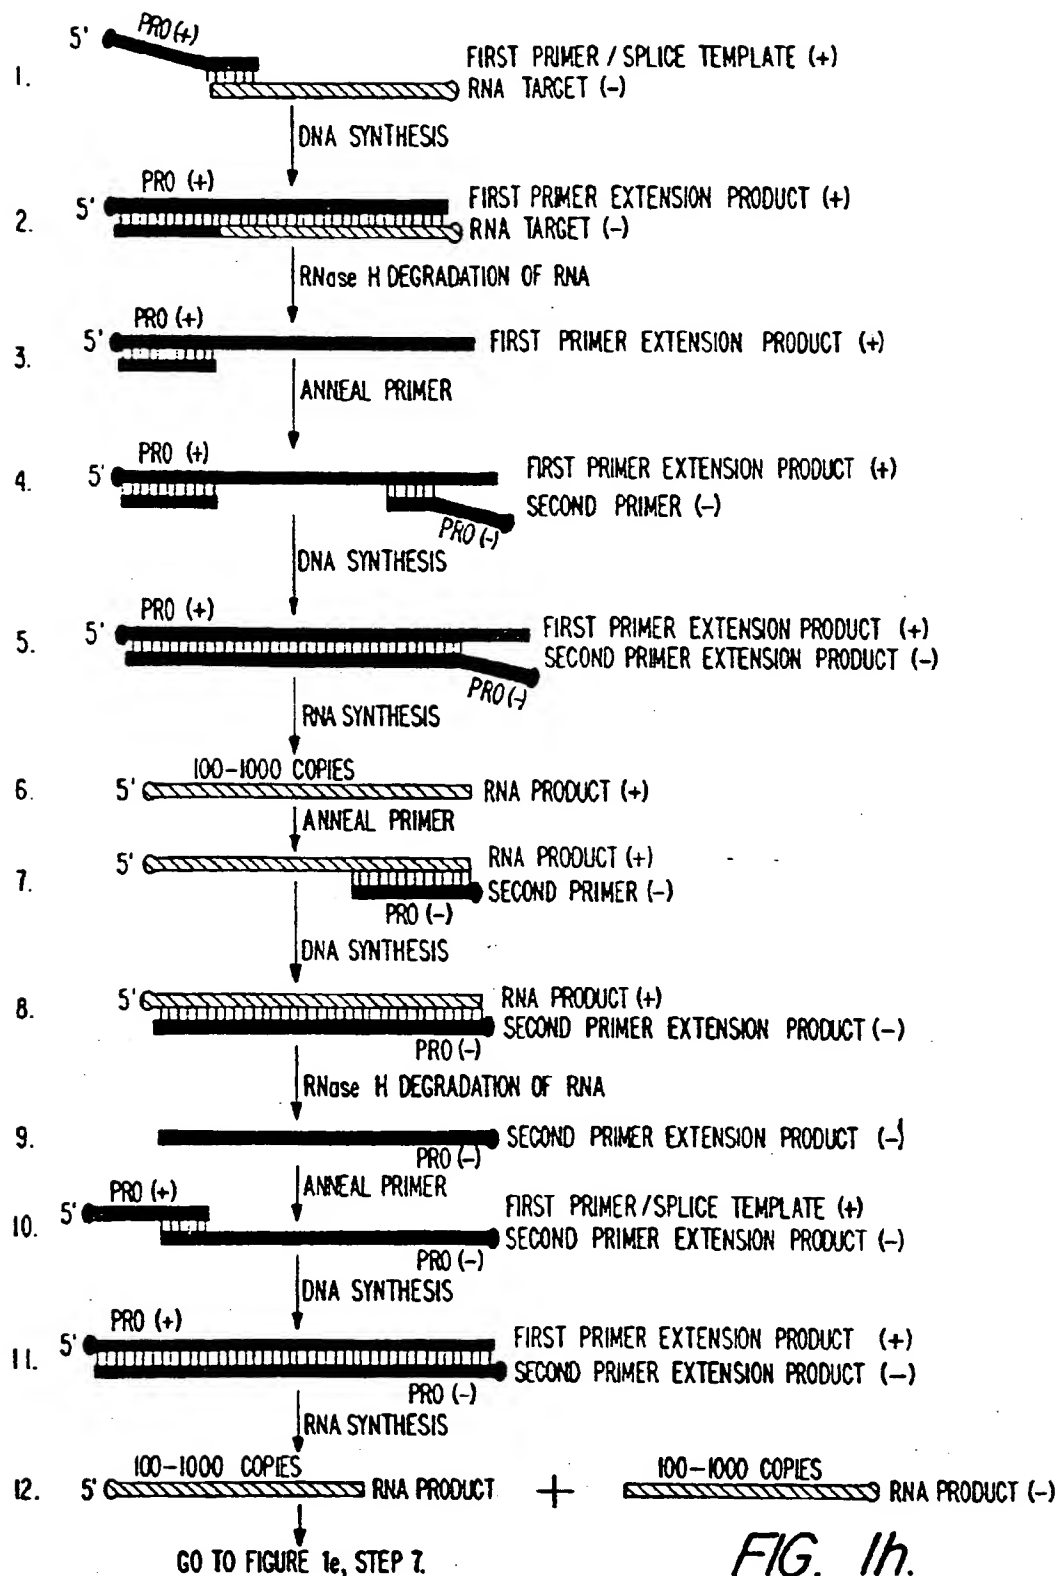 5' PRO (+)
1. FIRST PRIMER / SPLICE TEMPLATE (+)
RNA TARGET (-)
DNA SYNTHESIS
PRO (+)
2. 5' FIRST PRIMER EXTENSION PRODUCT (+)
RNA TARGET (-)
RNase H DEGRADATION OF RNA
PRO (+)
3. 5' FIRST PRIMER EXTENSION PRODUCT (+)
ANNEAL PRIMER
PRO (+)
4. 5' FIRST PRIMER EXTENSION PRODUCT (+)
SECOND PRIMER (-)
PRO (-)
DNA SYNTHESIS
PRO (+)
5. 5' FIRST PRIMER EXTENSION PRODUCT (+)
SECOND PRIMER EXTENSION PRODUCT (-)
PRO (-)
RNA SYNTHESIS
100-1000 COPIES
6. 5' RNA PRODUCT (+)
ANNEAL PRIMER
5' RNA PRODUCT (+)
7. SECOND PRIMER (-)
PRO (-)
DNA SYNTHESIS
5' RNA PRODUCT (+)
8. SECOND PRIMER EXTENSION PRODUCT (-)
PRO (-)
RNase H DEGRADATION OF RNA
9. SECOND PRIMER EXTENSION PRODUCT (-)
PRO (-)
ANNEAL PRIMER
PRO (+)
5' FIRST PRIMER/SPLICE TEMPLATE (+)
10. SECOND PRIMER EXTENSION PRODUCT (-)
PRO (-)
DNA SYNTHESIS
PRO (+)
5' FIRST PRIMER EXTENSION PRODUCT (+)
11. SECOND PRIMER EXTENSION PRODUCT (-)
PRO (-)
RNA SYNTHESIS
100-1000 COPIES 100-1000 COPIES
12. 5' RNA PRODUCT + RNA PRODUCT (-)
GO TO FIGURE 1e, STEP 7.
FIG. 1h.